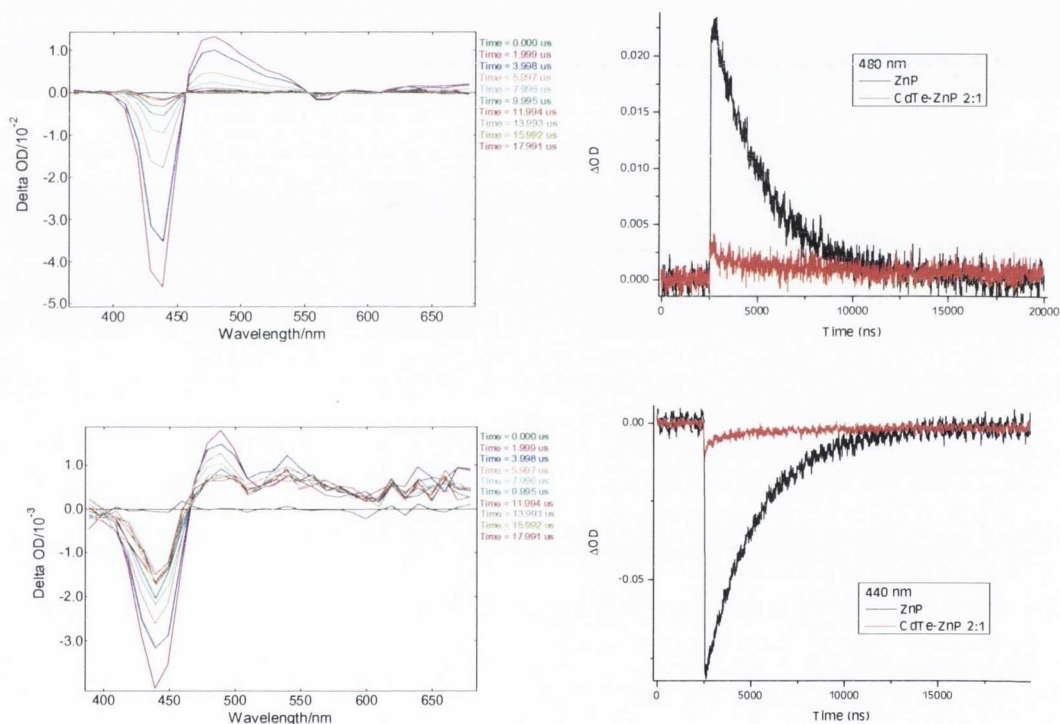 Delta OD/10⁻²
1.0
0.0
-1.0
-2.0
-3.0
-4.0
-5.0
400 450 500 550 600 650
Wavelength/nm
Time = 0.000 us
Time = 1.999 us
Time = 3.998 us
Time = 5.997 us
Time = 7.996 us
Time = 9.995 us
Time = 11.994 us
Time = 13.993 us
Time = 15.992 us
Time = 17.991 us
ΔOD
0.020
0.015
0.010
0.005
0.000
480 nm
ZnP
CdTe-ZnP 2:1
0 5000 10000 15000 20000
Time (ns)
Delta OD/10⁻³
1.0
0.0
-1.0
-2.0
-3.0
400 450 500 550 600 650
Wavelength/nm
Time = 0.000 us
Time = 1.999 us
Time = 3.998 us
Time = 5.997 us
Time = 7.996 us
Time = 9.995 us
Time = 11.994 us
Time = 13.993 us
Time = 15.992 us
Time = 17.991 us
ΔOD
0.00
-0.05
440 nm
ZnP
CdTe-ZnP 2:1
0 5000 10000 15000
Time (ns)